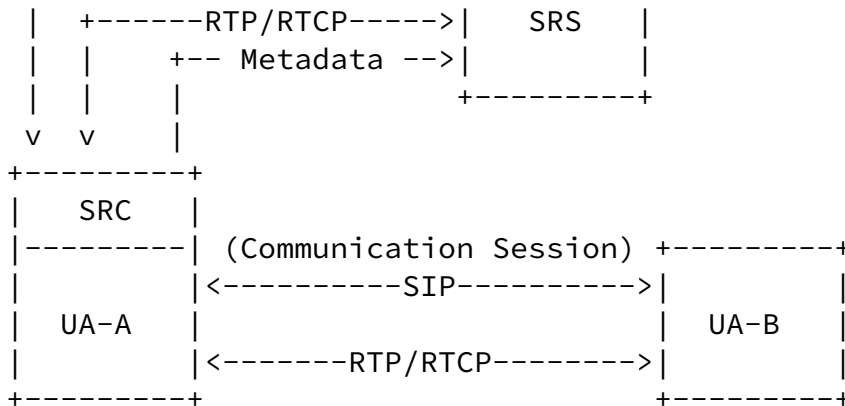 |  +------RTP/RTCP----->|   SRS   |
|  |    +-- Metadata -->|         |
|  |    |               +---------+
v  v    |
+---------+
|   SRC   |
|---------| (Communication Session) +---------+
|         |<----------SIP---------->|         |
|  UA-A   |                         |  UA-B   |
|         |<-------RTP/RTCP-------->|         |
+---------+                         +---------+